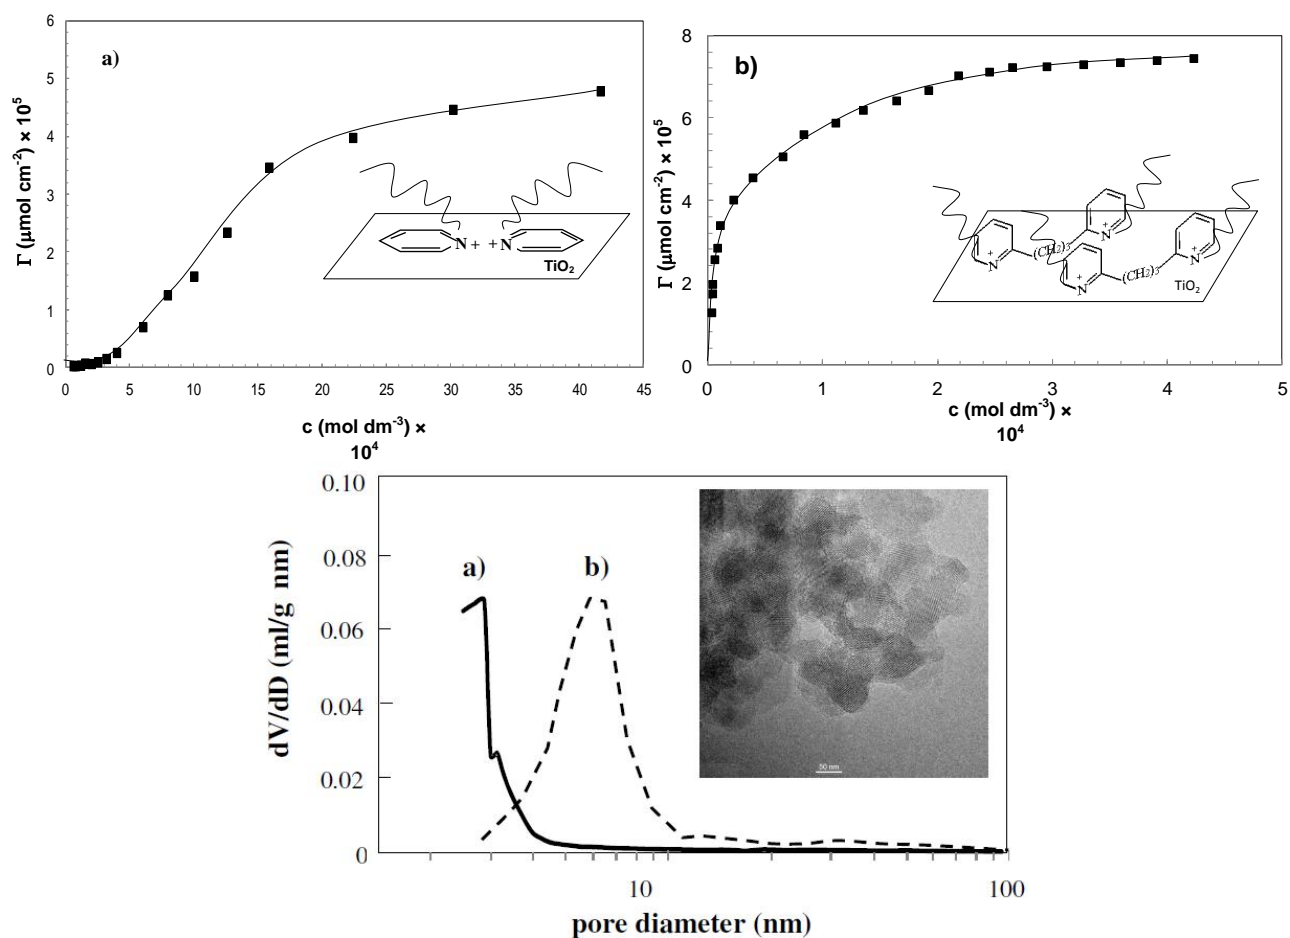 a)
Γ (μmol cm⁻²) × 10⁵
6
5
4
3
2
1
0
0 5 10 15 20 25 30 35 40 45
c (mol dm⁻³) ×
10⁴
N+ +N
TiO₂
b)
Γ (μmol cm⁻²) × 10⁵
8
6
4
2
0
0 1 2 3 4 5
c (mol dm⁻³) ×
10⁴
N+ (CH₂)₃ N+
N+ (CH₂)₃ N+
TiO₂
dV/dD (ml/g nm)
0.10
0.08
0.06
0.04
0.02
0
a) b)
50 nm
10 100
pore diameter (nm)